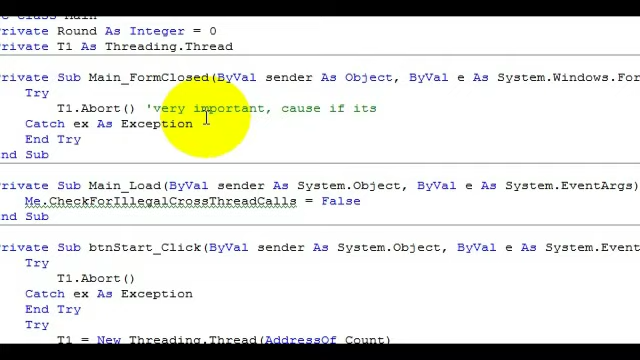 Class Main
rivate Round As Integer = 0
rivate T1 As Threading.Thread
rivate Sub Main_FormClosed(ByVal sender As Object, ByVal e As System.Windows.For
Try
T1.Abort() 'very important, cause if its
Catch ex As Exception
End Try
nd Sub
rivate Sub Main_Load(ByVal sender As System.Object, ByVal e As System.EventArgs)
Me.CheckForIllegalCrossThreadCalls = False
nd Sub
rivate Sub btnStart_Click(ByVal sender As System.Object, ByVal e As System.Event
Try
T1.Abort()
Catch ex As Exception
End Try
Try
T1 = New Threading.Thread(AddressOf Count)